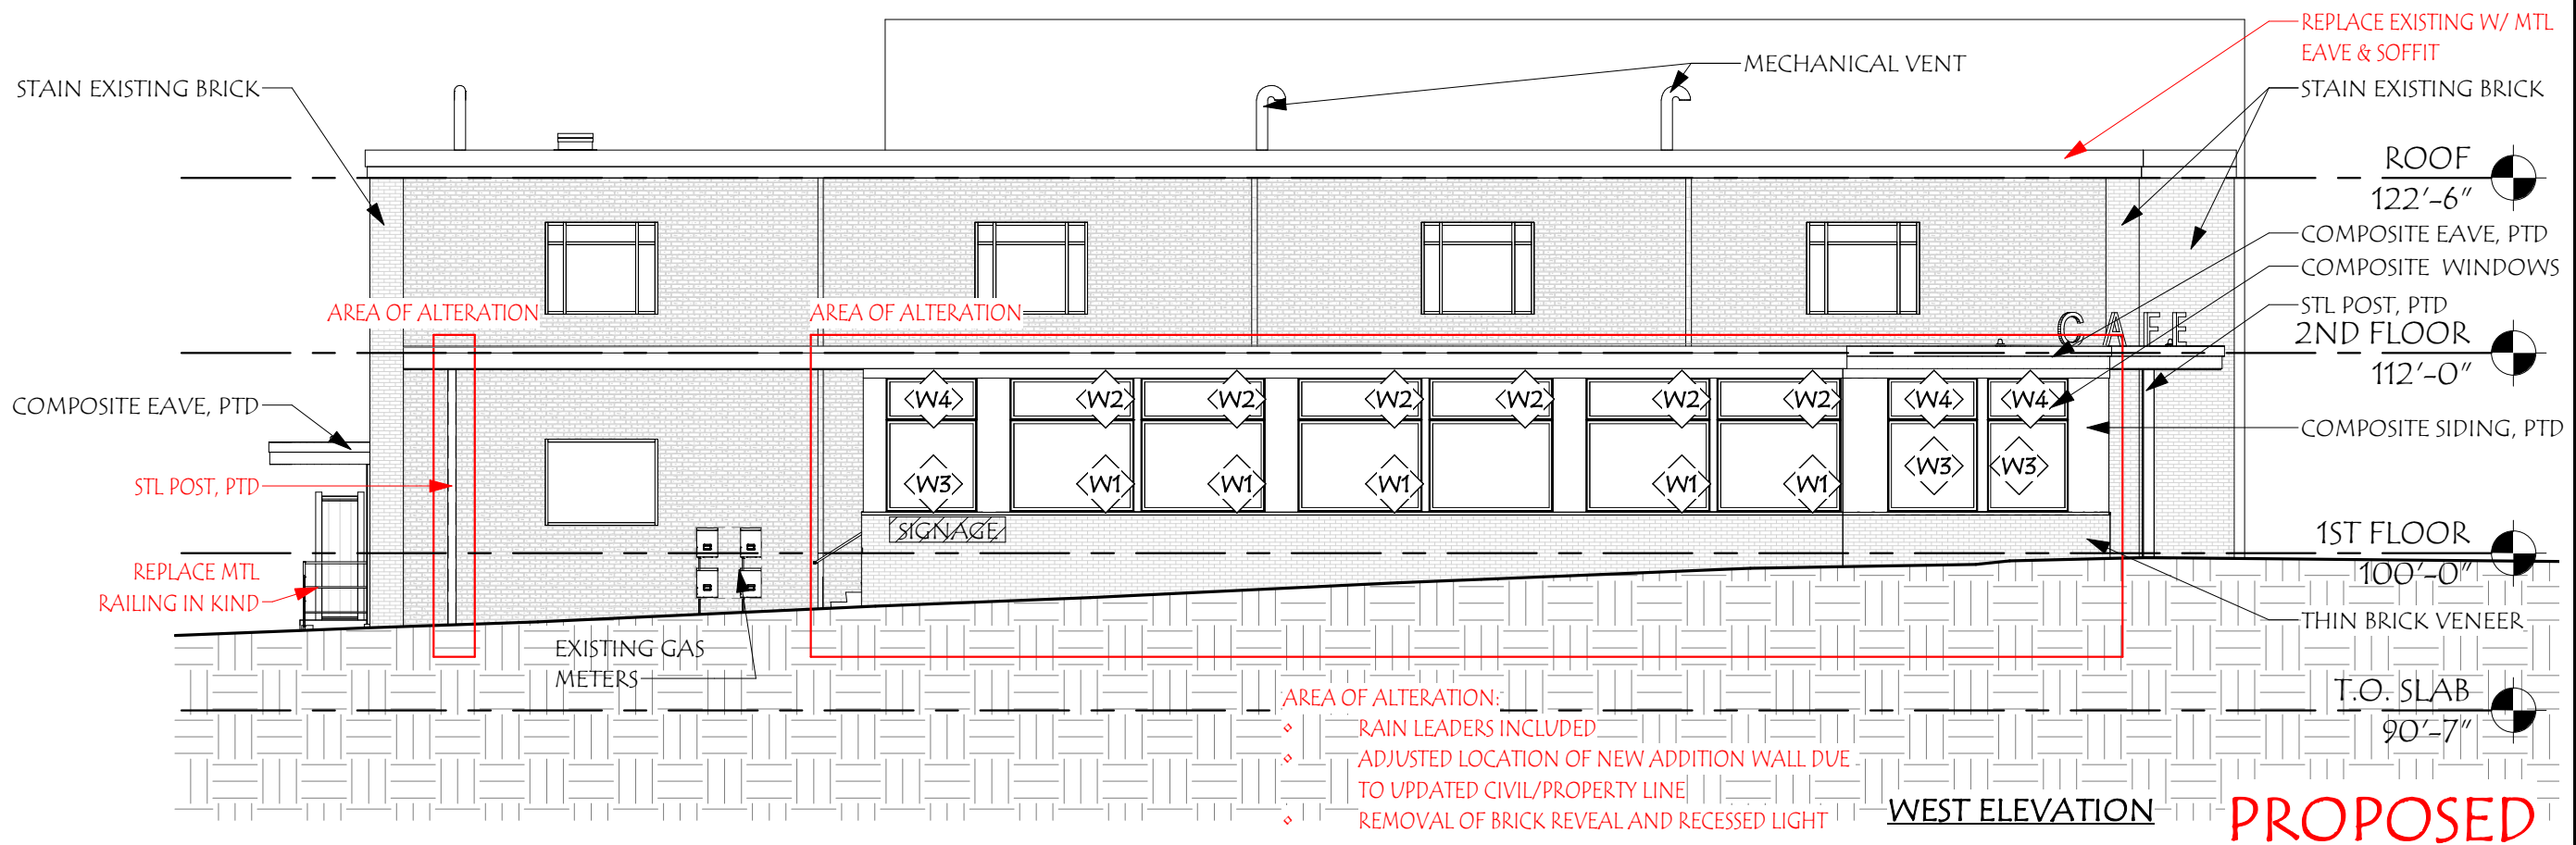 REPLACE EXISTING W/ MTL
EAVE & SOFFIT
MECHANICAL VENT
STAIN EXISTING BRICK
STAIN EXISTING BRICK
ROOF
122'-6"
COMPOSITE EAVE, PTD
COMPOSITE WINDOWS
STL POST, PTD
AREA OF ALTERATION
AREA OF ALTERATION
CAFE
2ND FLOOR
112'-0"
COMPOSITE EAVE, PTD
W4 W2 W2 W2 W2 W2 W2 W4 W4
COMPOSITE SIDING, PTD
STL POST, PTD
W3 W1 W1 W1 W1 W1 W3 W3
SIGNAGE
1ST FLOOR
100'-0"
REPLACE MTL
RAILING IN KIND
THIN BRICK VENEER
EXISTING GAS
METERS
T.O. SLAB
90'-7"
AREA OF ALTERATION:
RAIN LEADERS INCLUDED
ADJUSTED LOCATION OF NEW ADDITION WALL DUE
TO UPDATED CIVIL/PROPERTY LINE
REMOVAL OF BRICK REVEAL AND RECESSED LIGHT
WEST ELEVATION
PROPOSED